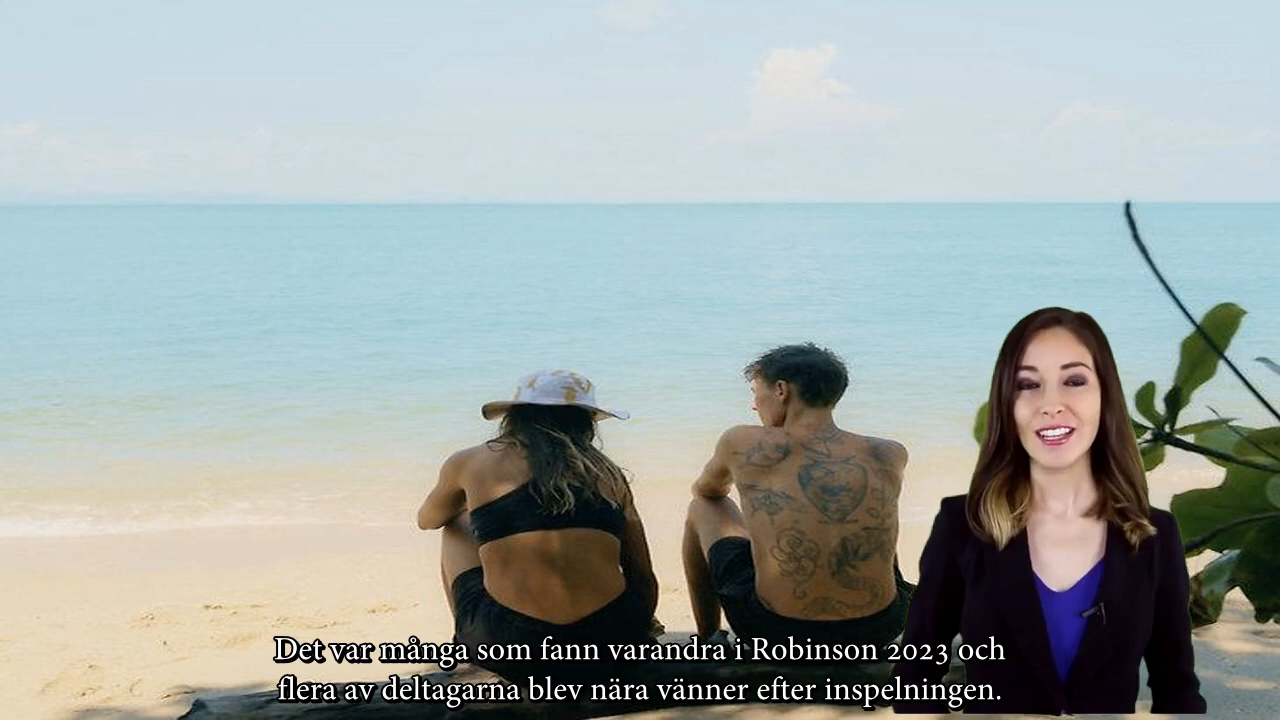 Det var många som fann varandra i Robinson 2023 och
flera av deltagarna blev nära vänner efter inspelningen.